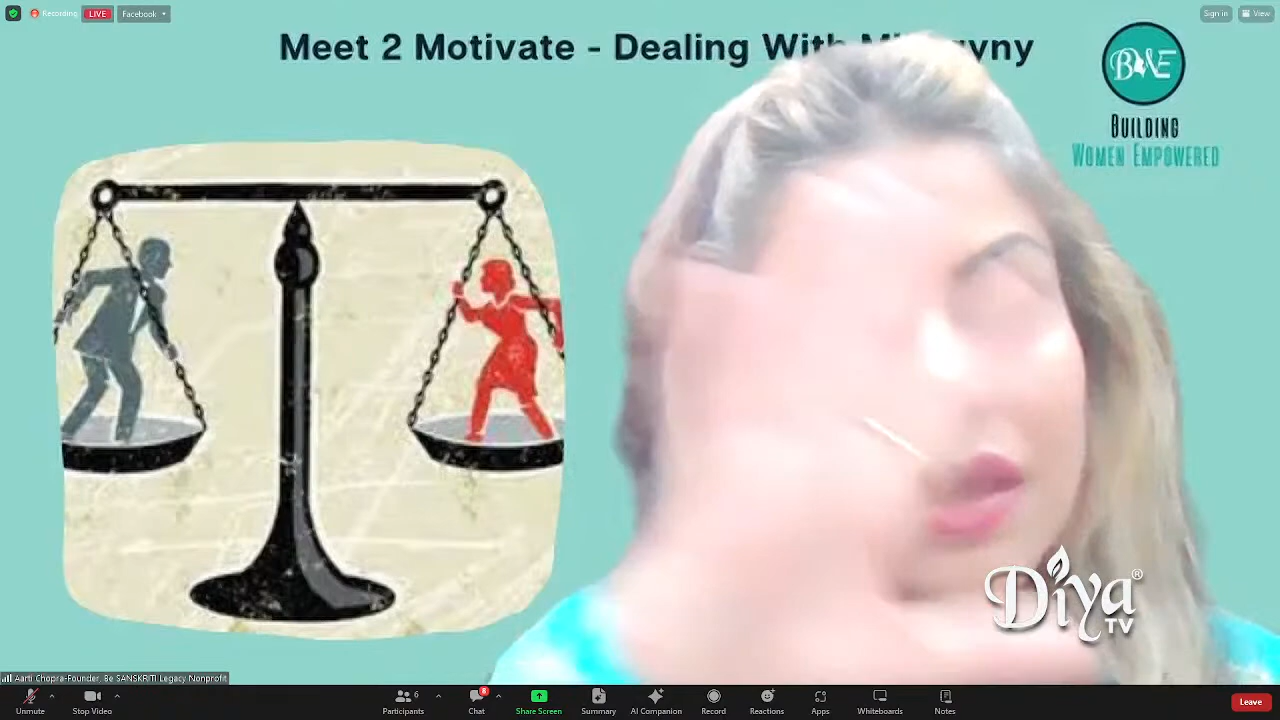 Recording
LIVE
Facebook
Sign in
View
Meet 2 Motivate - Dealing With
BWE
BUILDING
WOMEN EMPOWERED
Diya®
TV
Aarti Chopra-Founder, Be SANSKRITI Legacy Nonprofit
Unmute
Stop Video
Participants
6
Chat
8
Share Screen
Summary
AI Companion
Record
Reactions
Apps
Whiteboards
Notes
Leave